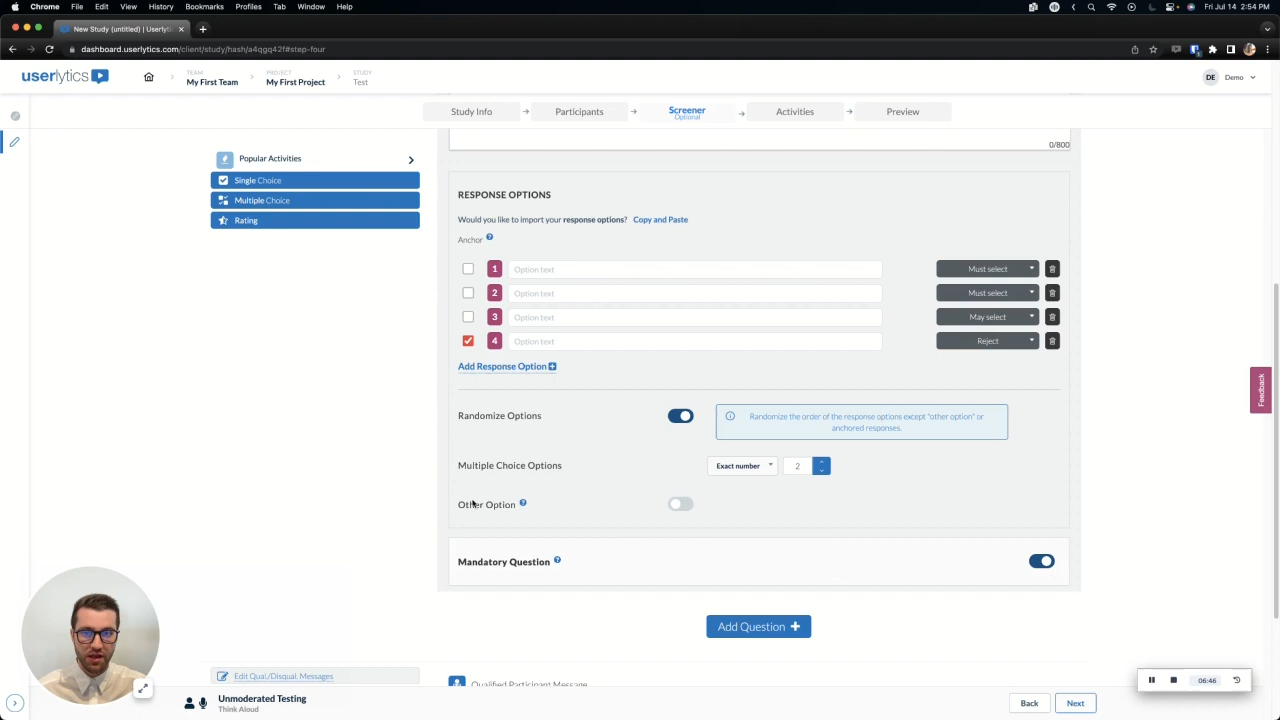 Chrome File Edit View History Bookmarks Profiles Tab Window Help Fri Jul 14 2:54 PM
New Study (untitled) | Userlytics
dashboard.userlytics.com/client/study/hash/a4qgq42f#step-four
userlytics TEAM PROJECT STUDY
My First Team My First Project Test DE Demo
Study Info Participants Screener Activities Preview
Optional
0/800
Popular Activities
Single Choice
Multiple Choice
Rating
RESPONSE OPTIONS
Would you like to import your response options? Copy and Paste
Anchor ?
1 Option text Must select
2 Option text Must select
3 Option text May select
4 Option text Reject
Add Response Option
Randomize Options Randomize the order of the response options except "other option" or
anchored responses.
Multiple Choice Options Exact number 2
Other Option ?
Mandatory Question ?
Feedback
Add Question +
Edit Qual/Disqual. Messages Qualified Participant Message
06:46
Unmoderated Testing
Think Aloud
Back Next